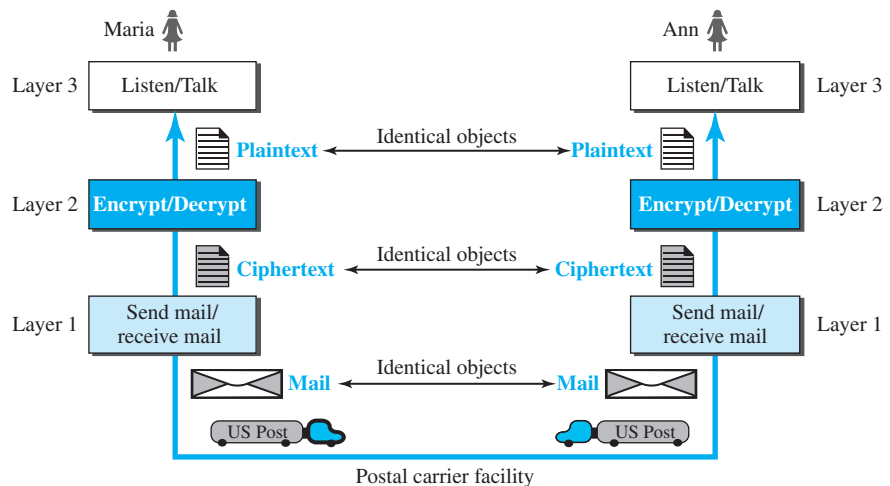 Maria
Ann
Layer 3
Listen/Talk
Listen/Talk
Layer 3
Identical objects
Plaintext
Plaintext
Layer 2
Encrypt/Decrypt
Encrypt/Decrypt
Layer 2
Identical objects
Ciphertext
Ciphertext
Layer 1
Send mail/
receive mail
Send mail/
receive mail
Layer 1
Identical objects
Mail
Mail
US Post
US Post
Postal carrier facility